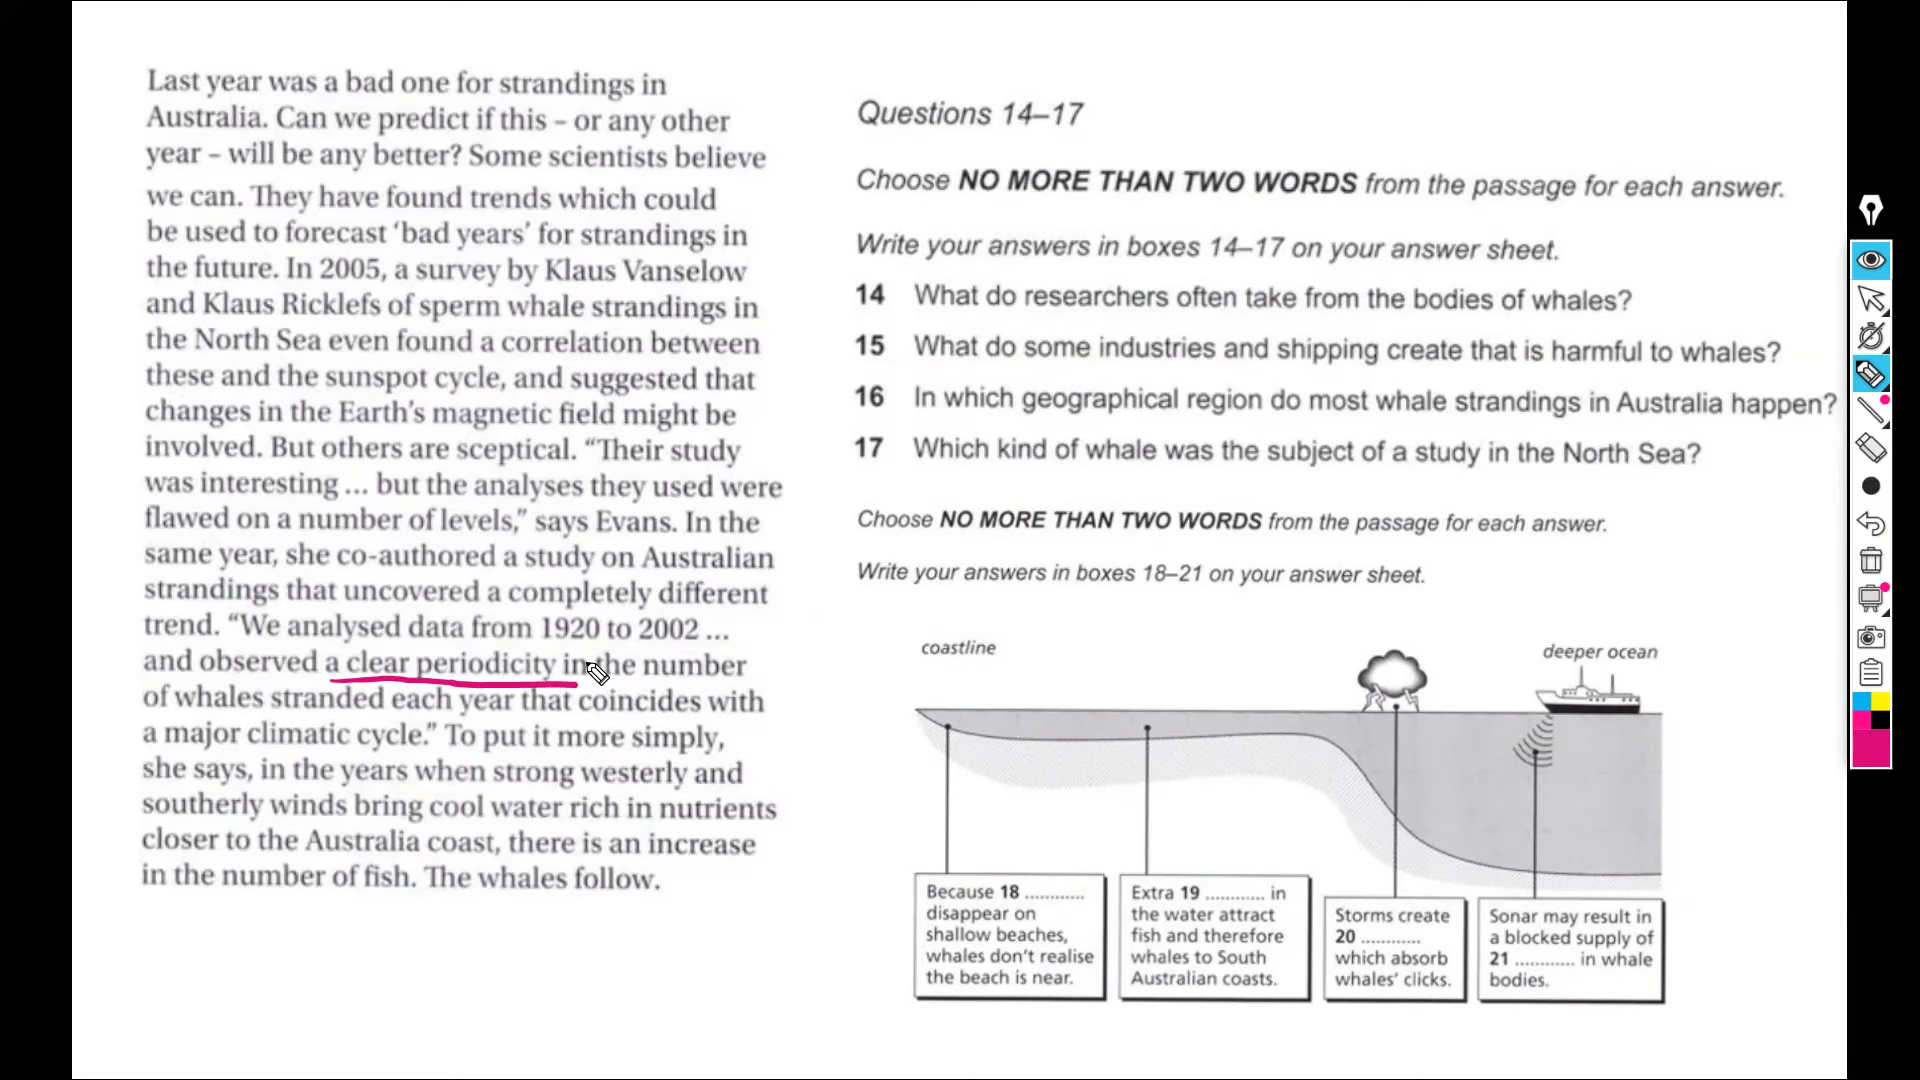 Last year was a bad one for strandings in
Australia. Can we predict if this – or any other
year – will be any better? Some scientists believe
we can. They have found trends which could
be used to forecast ‘bad years’ for strandings in
the future. In 2005, a survey by Klaus Vanselow
and Klaus Ricklefs of sperm whale strandings in
the North Sea even found a correlation between
these and the sunspot cycle, and suggested that
changes in the Earth’s magnetic field might be
involved. But others are sceptical. “Their study
was interesting ... but the analyses they used were
flawed on a number of levels,” says Evans. In the
same year, she co-authored a study on Australian
strandings that uncovered a completely different
trend. “We analysed data from 1920 to 2002 ...
and observed a clear periodicity in the number
of whales stranded each year that coincides with
a major climatic cycle.” To put it more simply,
she says, in the years when strong westerly and
southerly winds bring cool water rich in nutrients
closer to the Australia coast, there is an increase
in the number of fish. The whales follow.
Questions 14–17
Choose NO MORE THAN TWO WORDS from the passage for each answer.
Write your answers in boxes 14–17 on your answer sheet.
14 What do researchers often take from the bodies of whales?
15 What do some industries and shipping create that is harmful to whales?
16 In which geographical region do most whale strandings in Australia happen?
17 Which kind of whale was the subject of a study in the North Sea?
Choose NO MORE THAN TWO WORDS from the passage for each answer.
Write your answers in boxes 18–21 on your answer sheet.
coastline
deeper ocean
Because 18 ............
disappear on
shallow beaches,
whales don’t realise
the beach is near.
Extra 19 ............ in
the water attract
fish and therefore
whales to South
Australian coasts.
Storms create
20 ............
which absorb
whales’ clicks.
Sonar may result in
a blocked supply of
21 ............ in whale
bodies.